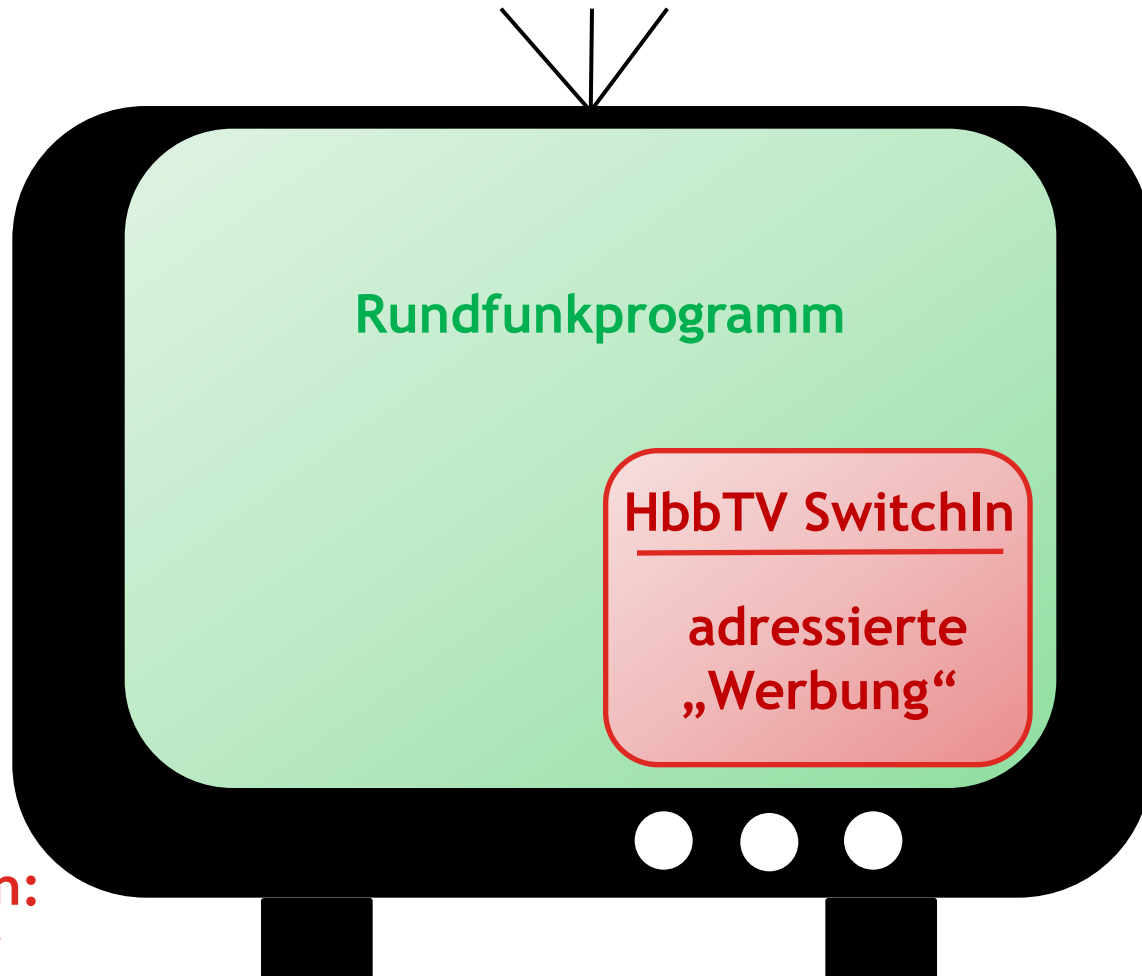 Rundfunkprogramm
HbbTV SwitchIn
adressierte
„Werbung“
n: